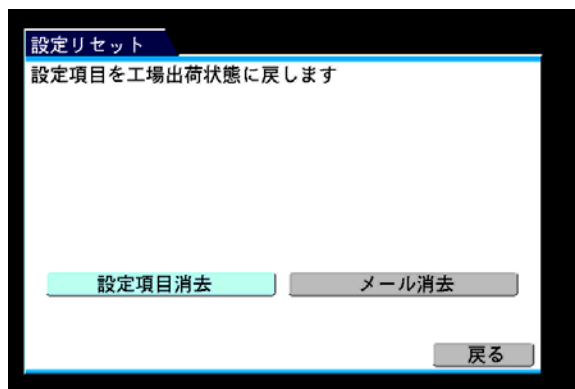 設定リセット
設定項目を工場出荷状態に戻します
設定項目消去 メール消去
戻る